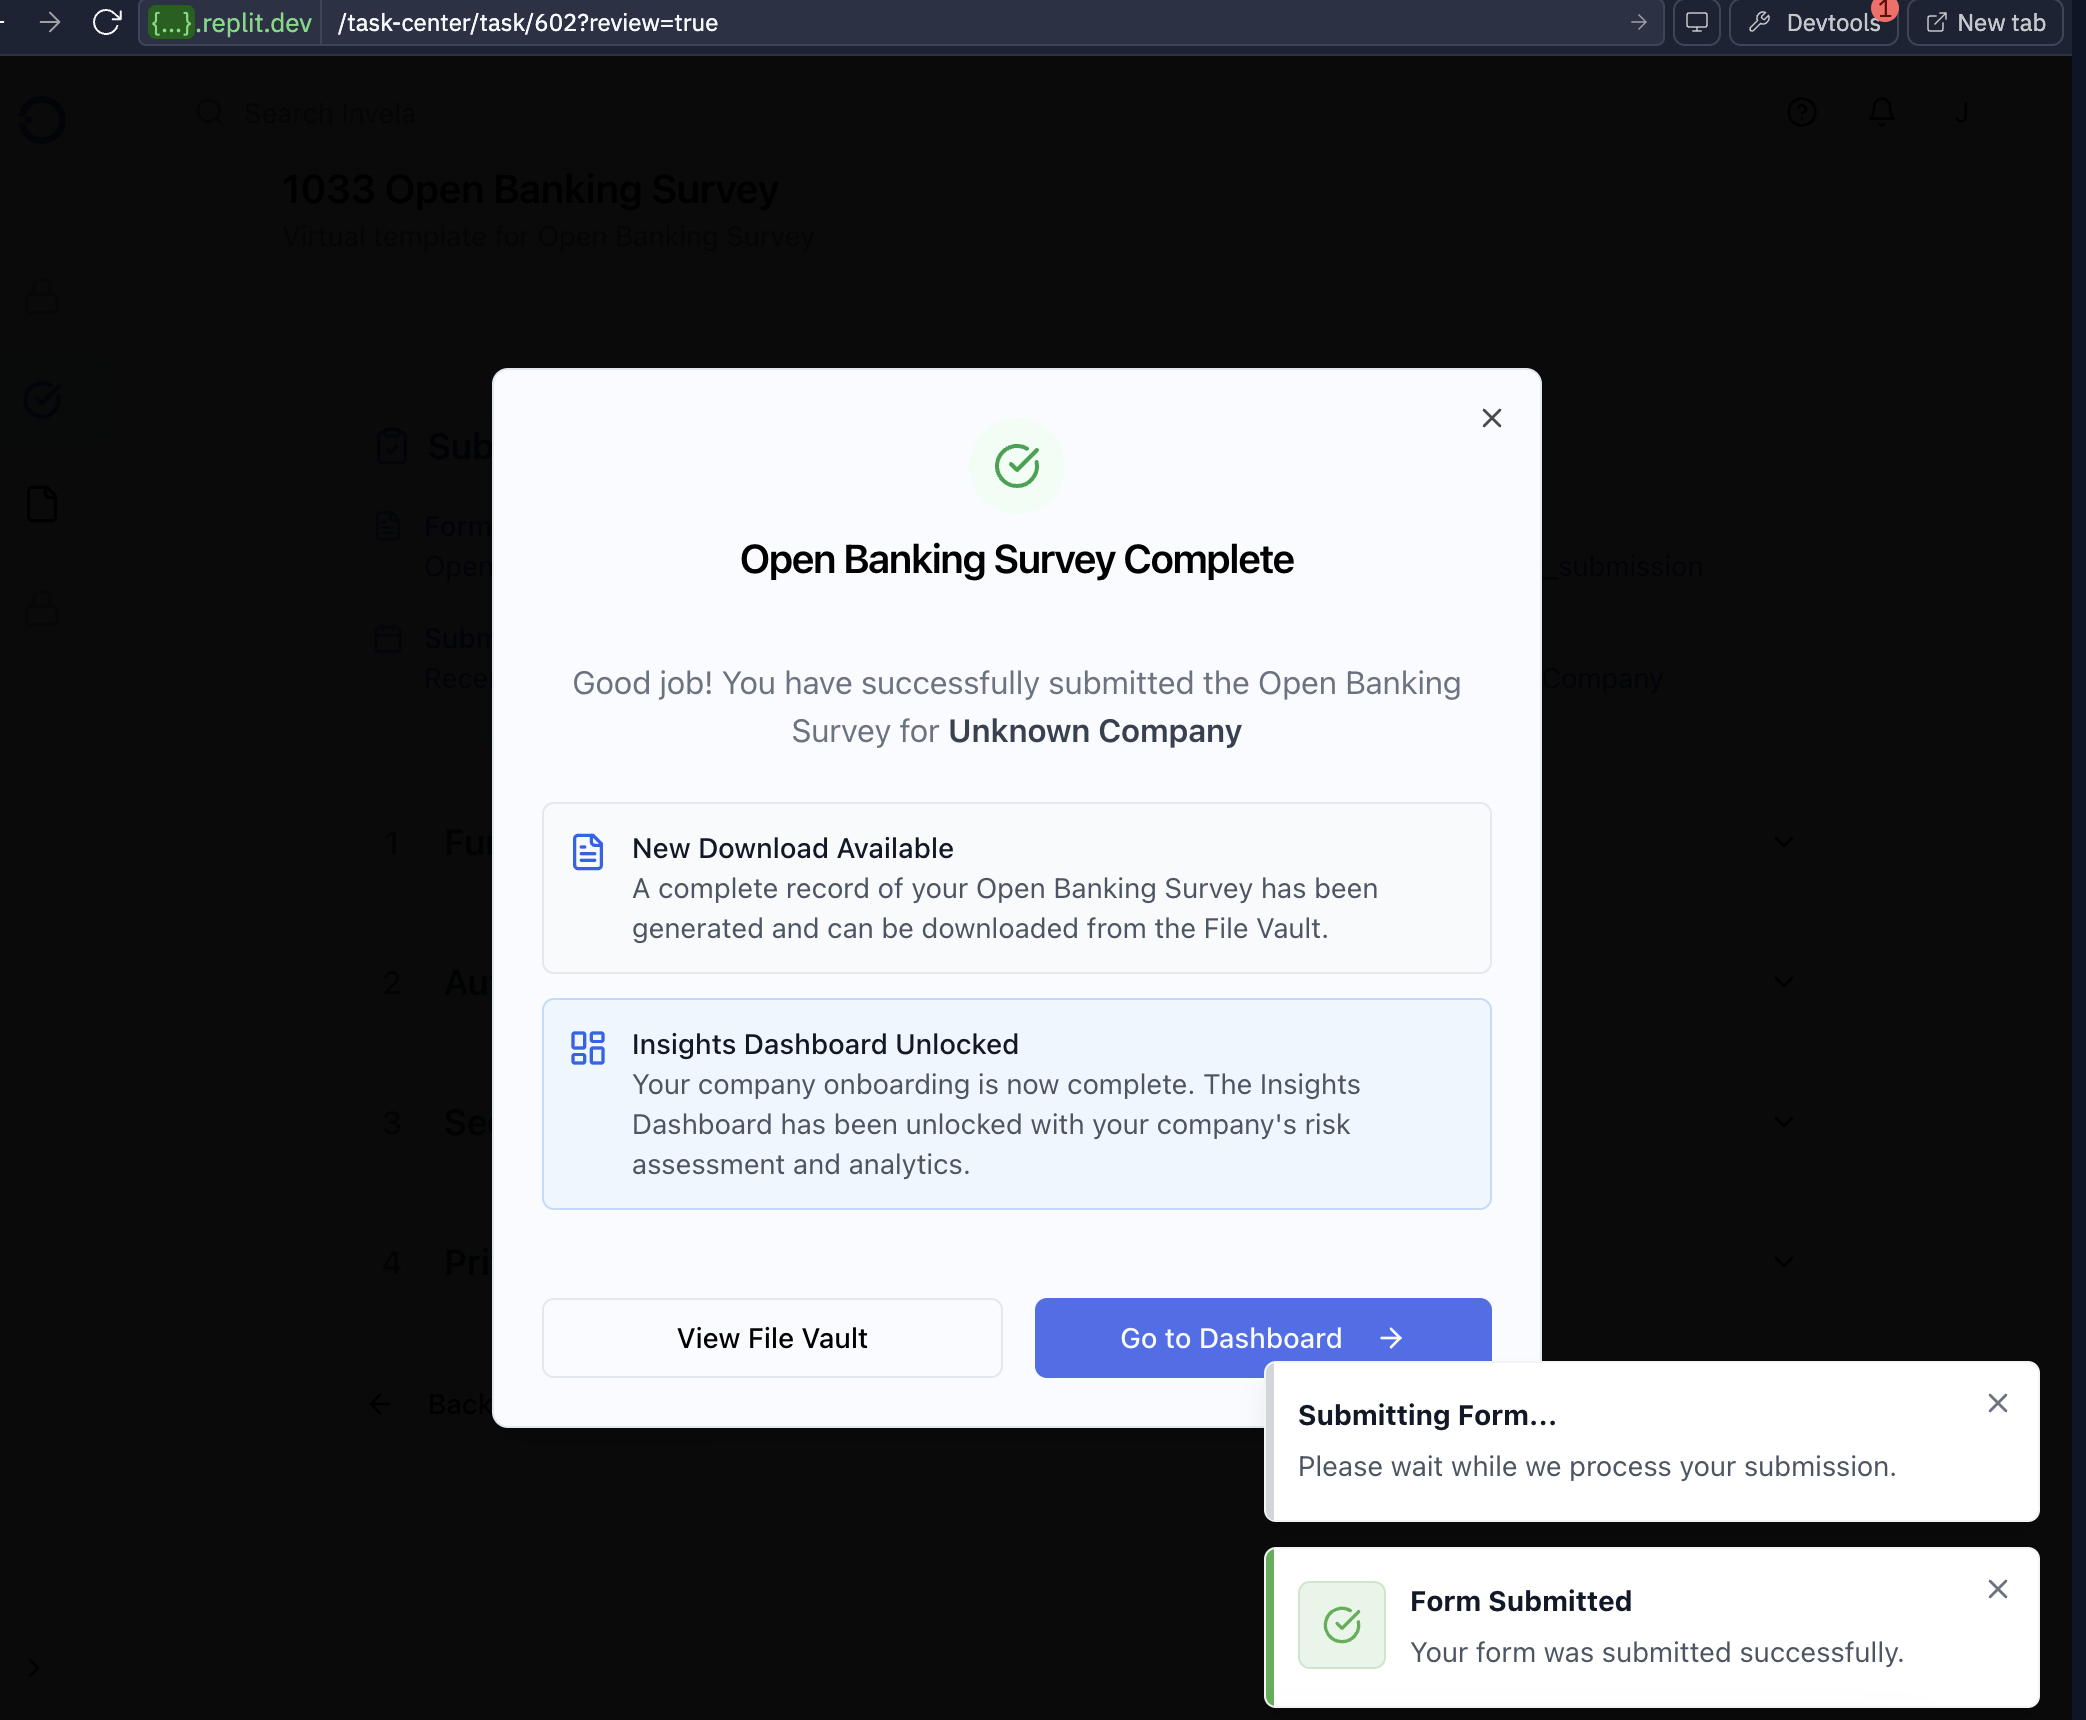 {...}.replit.dev /task-center/task/602?review=true
Devtools 1
New tab
Search Invela
J
1033 Open Banking Survey
Virtual template for Open Banking Survey
Sub
Form
Open
_submission
Subm
Rece
Company
Open Banking Survey Complete
Good job! You have successfully submitted the Open Banking
Survey for Unknown Company
New Download Available
A complete record of your Open Banking Survey has been
generated and can be downloaded from the File Vault.
Insights Dashboard Unlocked
Your company onboarding is now complete. The Insights
Dashboard has been unlocked with your company's risk
assessment and analytics.
View File Vault
Go to Dashboard
1 Fun
2 Au
3 Se
4 Pri
Back
Submitting Form...
Please wait while we process your submission.
Form Submitted
Your form was submitted successfully.